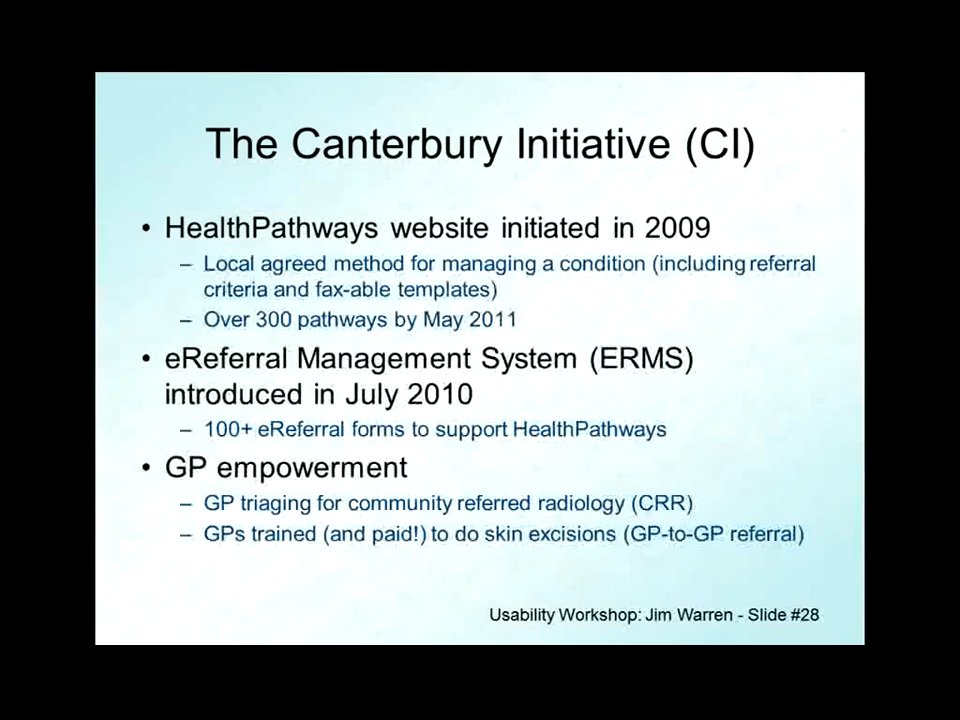 The Canterbury Initiative (CI)
• HealthPathways website initiated in 2009
– Local agreed method for managing a condition (including referral
criteria and fax-able templates)
– Over 300 pathways by May 2011
• eReferral Management System (ERMS)
introduced in July 2010
– 100+ eReferral forms to support HealthPathways
• GP empowerment
– GP triaging for community referred radiology (CRR)
– GPs trained (and paid!) to do skin excisions (GP-to-GP referral)
Usability Workshop: Jim Warren - Slide #28